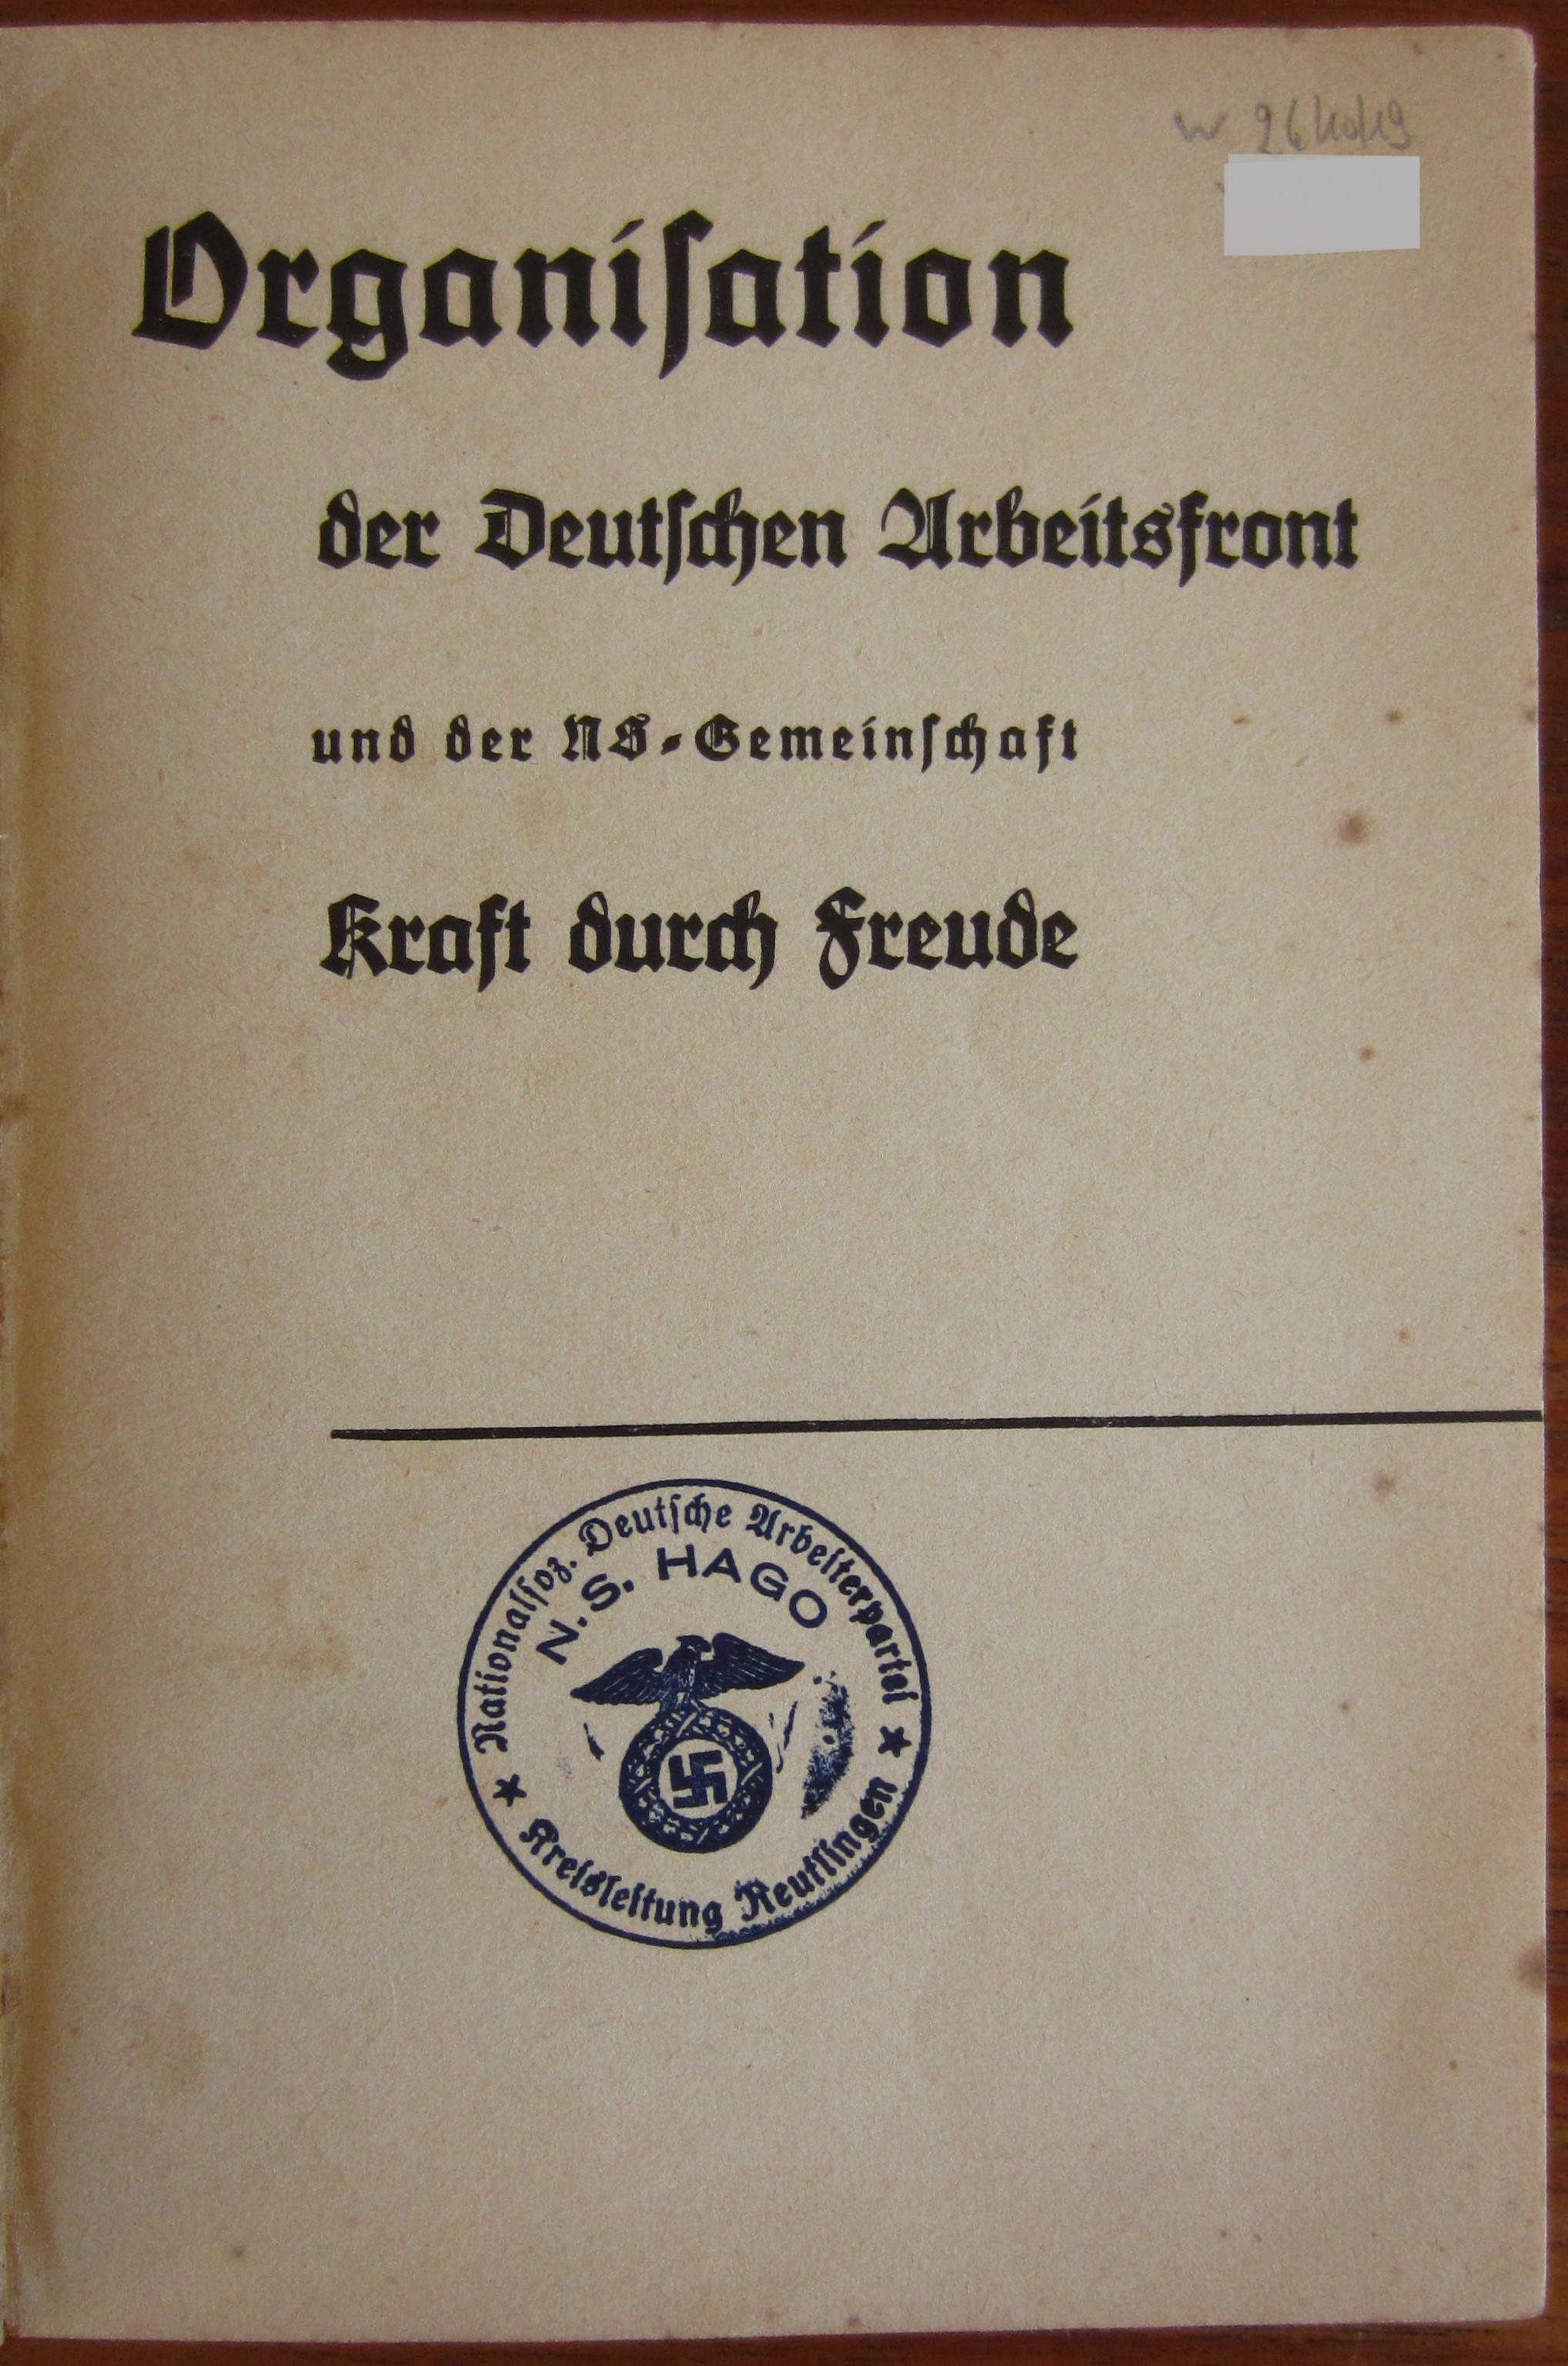 w 26/10/19
Organiſation
der Deutſchen Arbeitsfront
und der NS-Gemeinſchaft
Kraft durch Freude
Nationalſoz. Deutſche Arbeiterpartei
N. S. HAGO
Kreisleitung Reutlingen